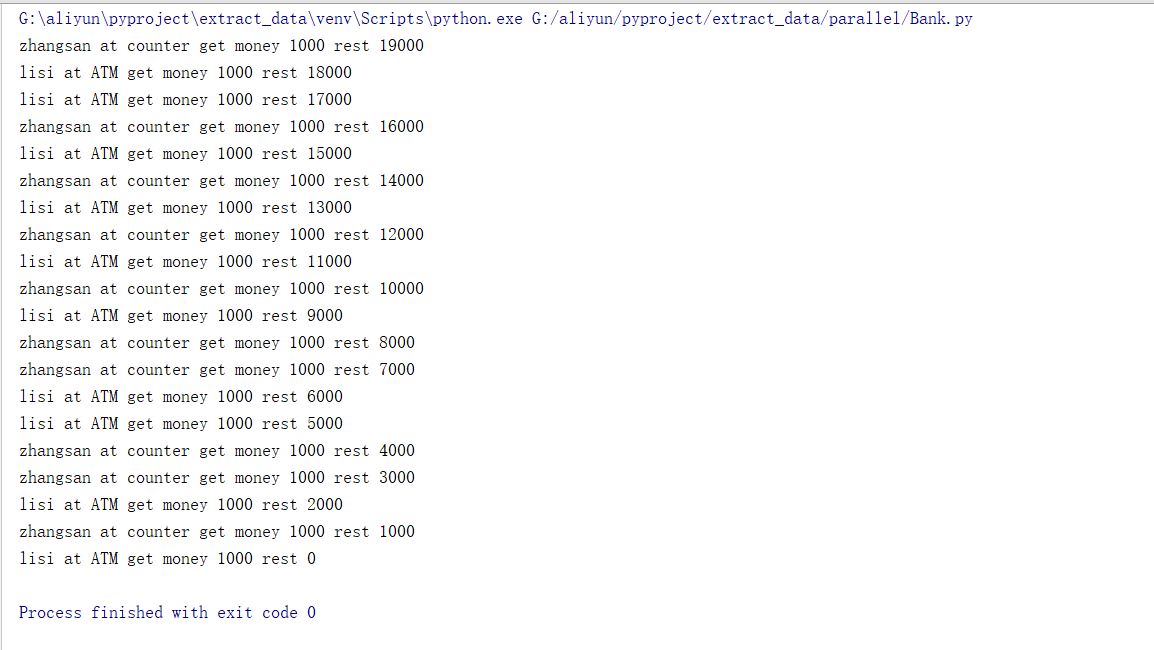 G:\aliyun\pyproject\extract_data\venv\Scripts\python.exe G:/aliyun/pyproject/extract_data/parallel/Bank.py
zhangsan at counter get money 1000 rest 19000
lisi at ATM get money 1000 rest 18000
lisi at ATM get money 1000 rest 17000
zhangsan at counter get money 1000 rest 16000
lisi at ATM get money 1000 rest 15000
zhangsan at counter get money 1000 rest 14000
lisi at ATM get money 1000 rest 13000
zhangsan at counter get money 1000 rest 12000
lisi at ATM get money 1000 rest 11000
zhangsan at counter get money 1000 rest 10000
lisi at ATM get money 1000 rest 9000
zhangsan at counter get money 1000 rest 8000
zhangsan at counter get money 1000 rest 7000
lisi at ATM get money 1000 rest 6000
lisi at ATM get money 1000 rest 5000
zhangsan at counter get money 1000 rest 4000
zhangsan at counter get money 1000 rest 3000
lisi at ATM get money 1000 rest 2000
zhangsan at counter get money 1000 rest 1000
lisi at ATM get money 1000 rest 0
Process finished with exit code 0